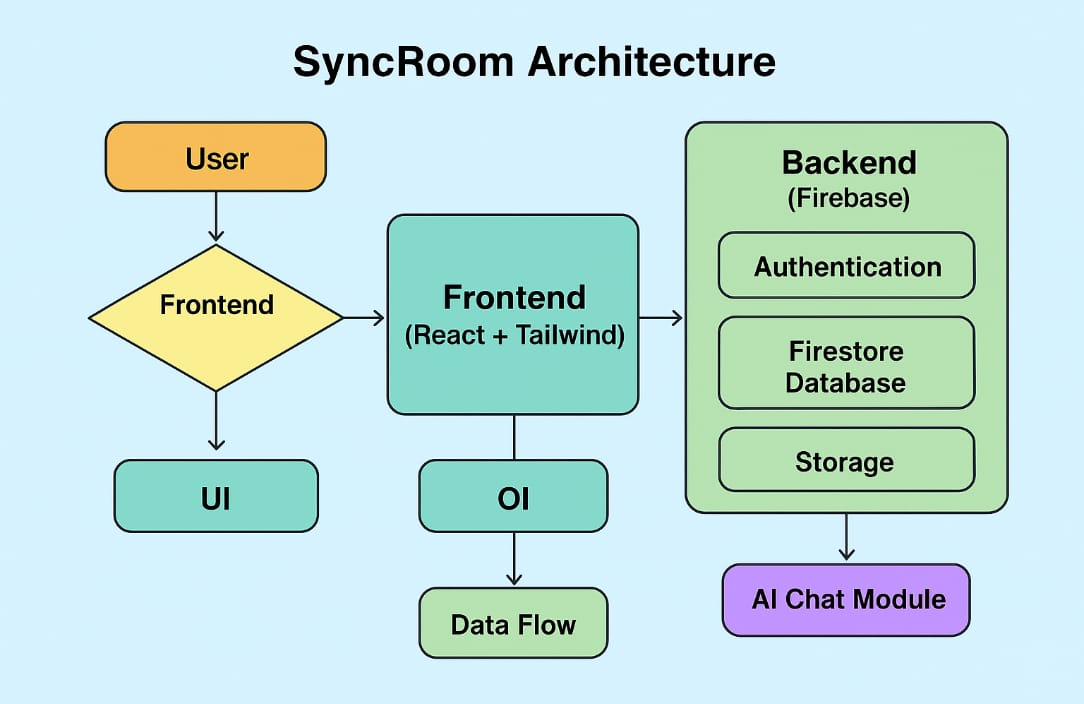 SyncRoom Architecture
User
Frontend
UI
Frontend
(React + Tailwind)
OI
Data Flow
Backend
(Firebase)
Authentication
Firestore
Database
Storage
AI Chat Module